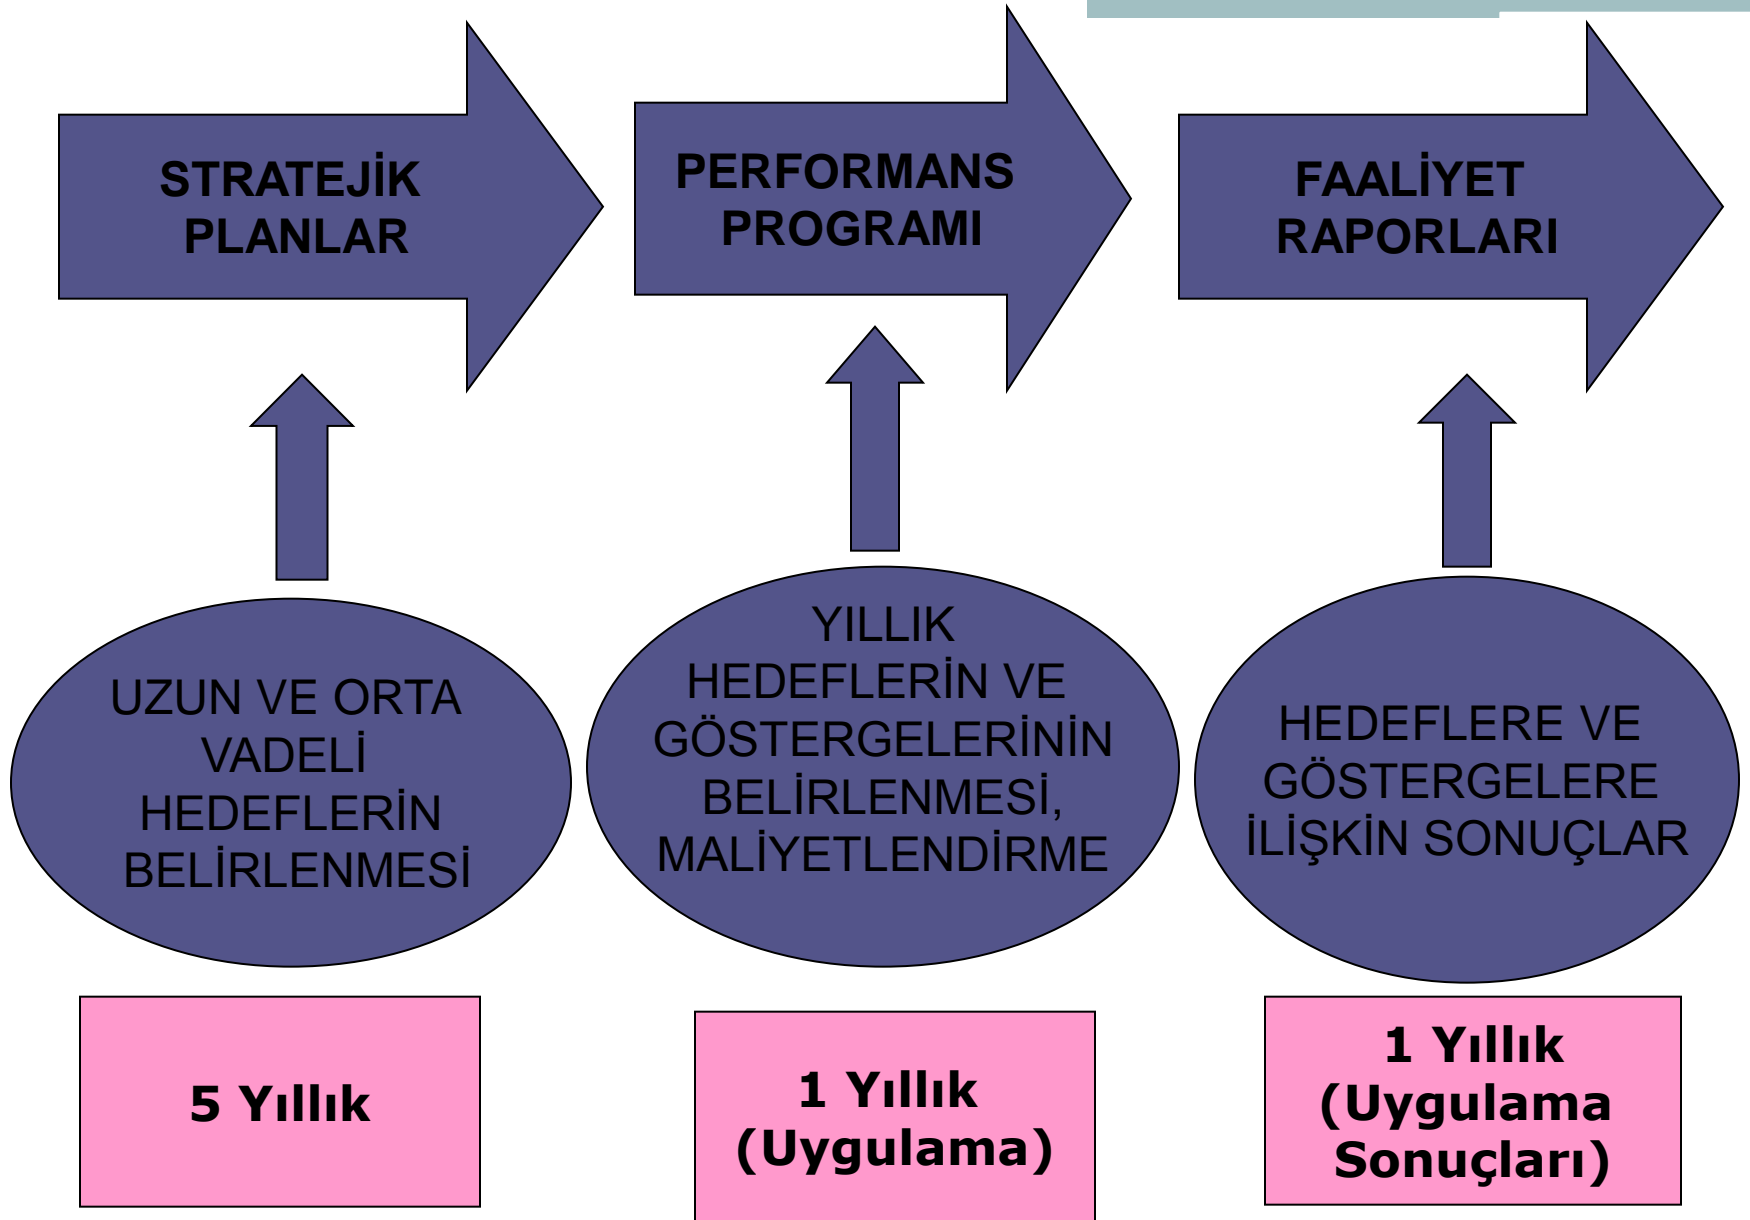 STRATEJİK
PLANLAR
PERFORMANS
PROGRAMI
FAALİYET
RAPORLARI
UZUN VE ORTA
VADELİ
HEDEFLERİN
BELİRLENMESİ
YILLIK
HEDEFLERİN VE
GÖSTERGELERİNİN
BELİRLENMESİ,
MALİYETLENDİRME
HEDEFLERE VE
GÖSTERGELERE
İLİŞKİN SONUÇLAR
5 Yıllık
1 Yıllık
(Uygulama)
1 Yıllık
(Uygulama
Sonuçları)